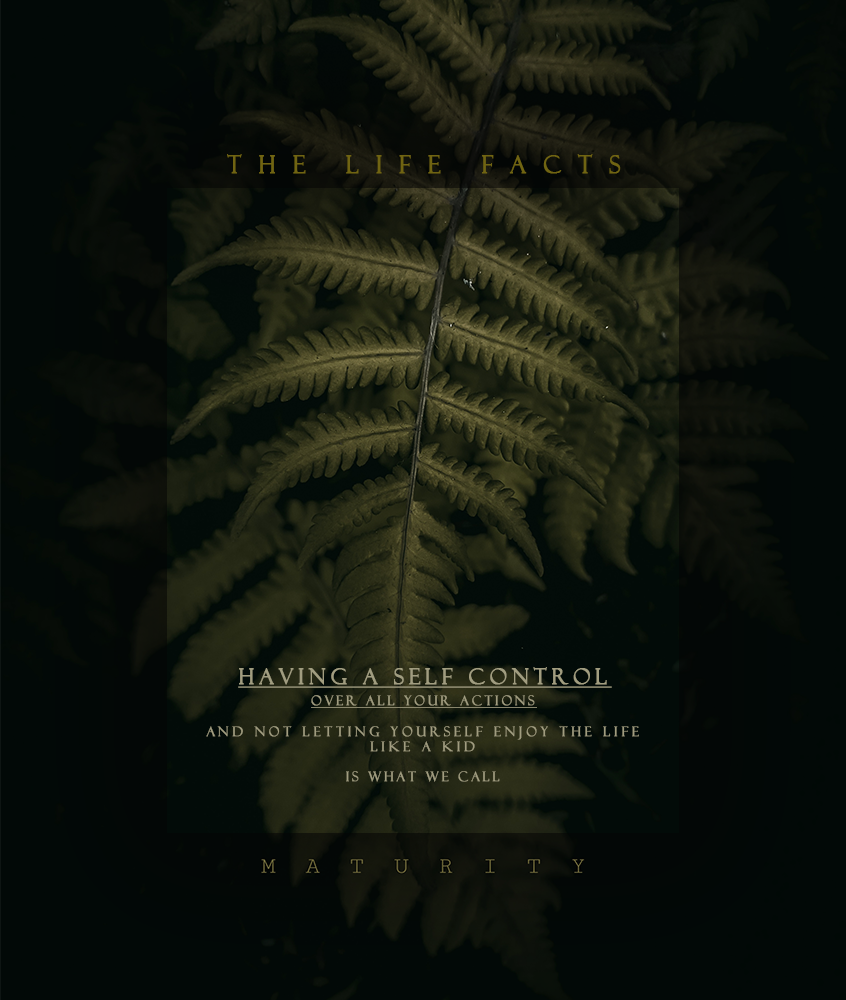 THE LIFE FACTS
HAVING A SELF CONTROL
OVER ALL YOUR ACTIONS
AND NOT LETTING YOURSELF ENJOY THE LIFE
LIKE A KID
IS WHAT WE CALL
MATURITY